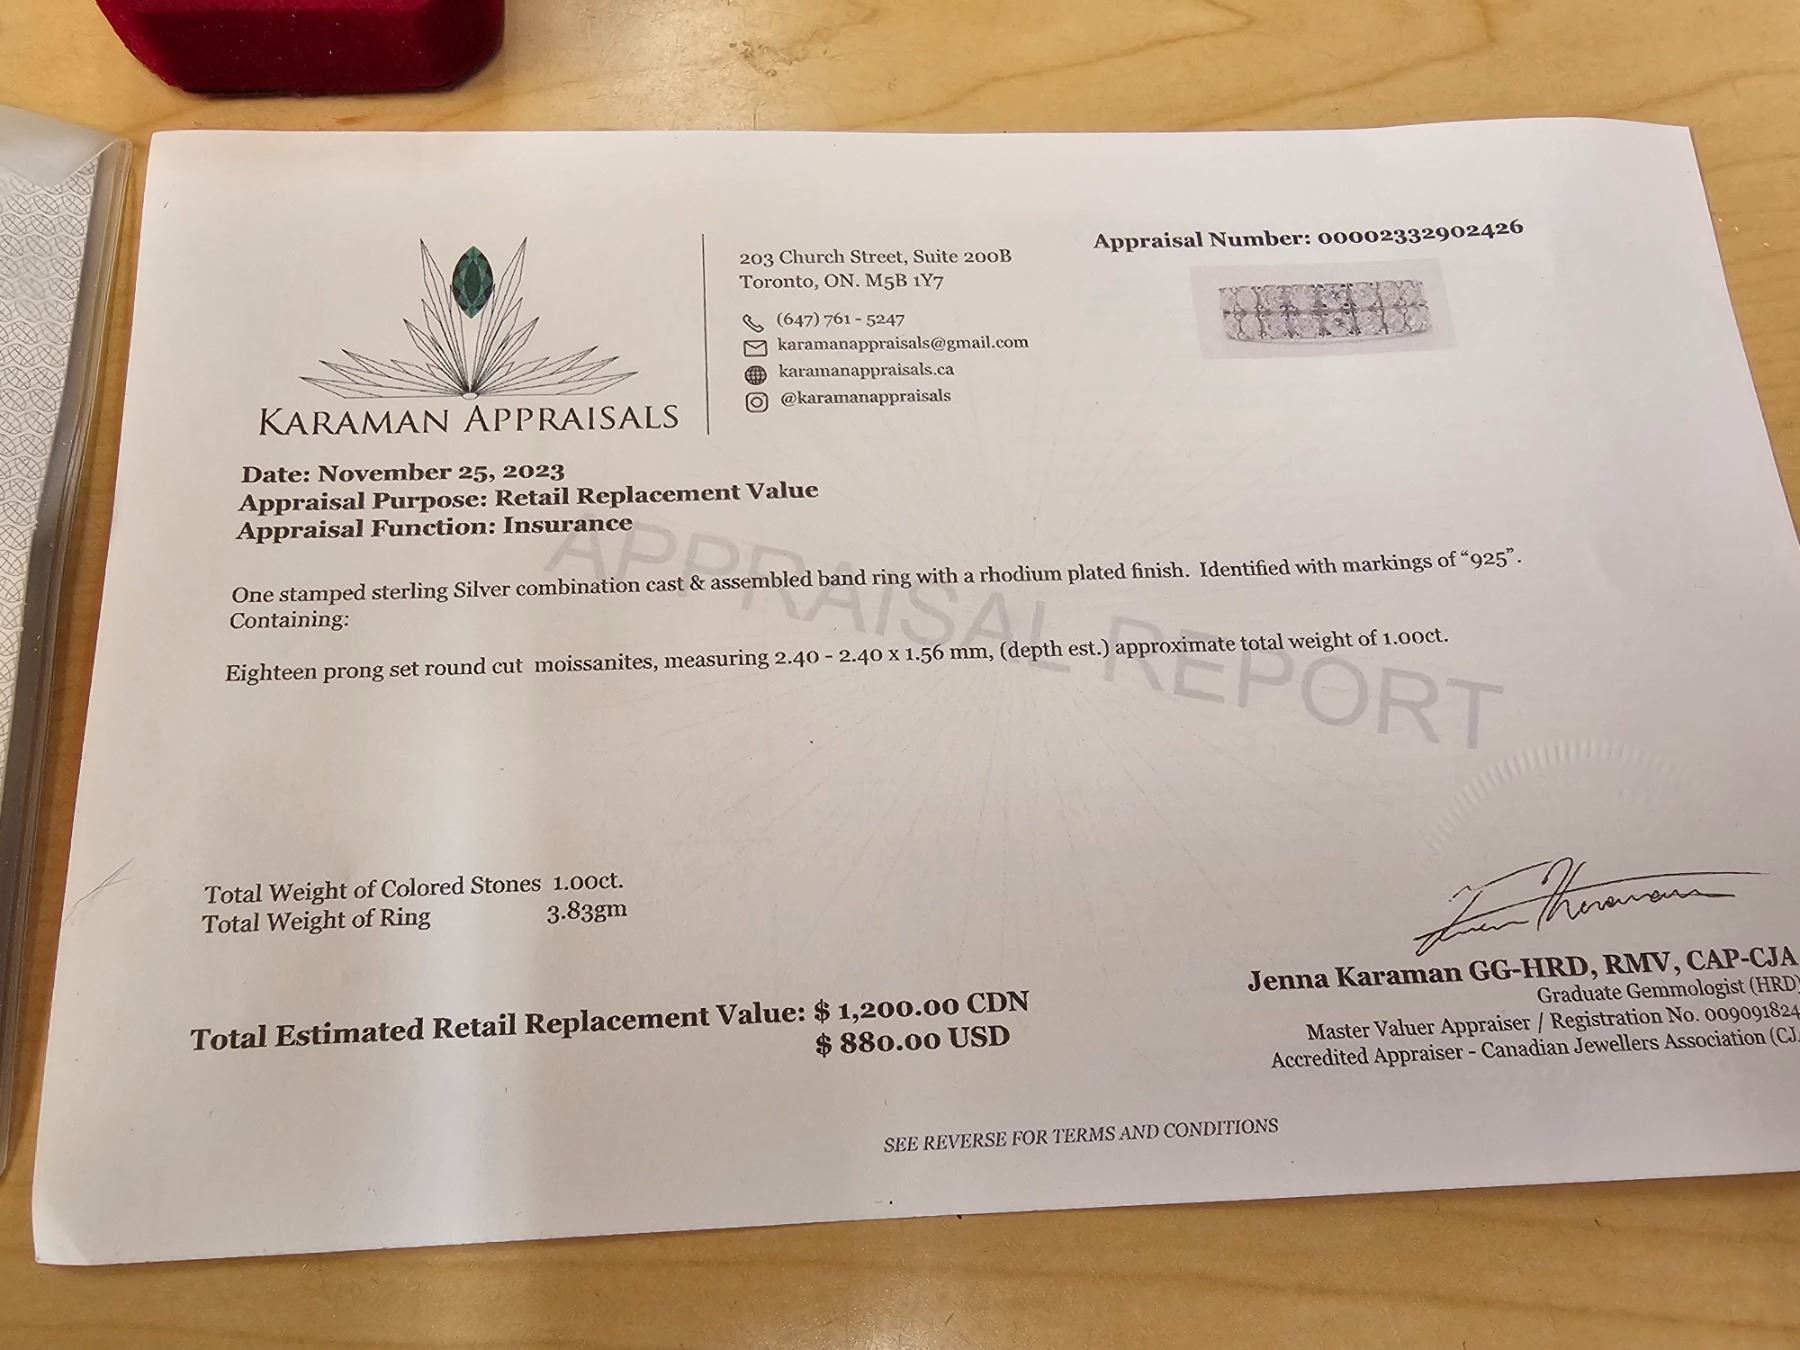 KARAMAN APPRAISALS
203 Church Street, Suite 200B
Toronto, ON. M5B 1Y7
(647) 761 - 5247
karamanappraisals@gmail.com
karamanappraisals.ca
@karamanappraisals
Appraisal Number: 00002332902426
Date: November 25, 2023
Appraisal Purpose: Retail Replacement Value
Appraisal Function: Insurance
APPRAISAL REPORT
One stamped sterling Silver combination cast & assembled band ring with a rhodium plated finish. Identified with markings of “925”.
Containing:
Eighteen prong set round cut moissanites, measuring 2.40 - 2.40 x 1.56 mm, (depth est.) approximate total weight of 1.00ct.
Total Weight of Colored Stones 1.00ct.
Total Weight of Ring 3.83gm
Total Estimated Retail Replacement Value: $ 1,200.00 CDN
$ 880.00 USD
Jenna Karaman GG-HRD, RMV, CAP-CJA
Graduate Gemmologist (HRD)
Master Valuer Appraiser / Registration No. 009091824
Accredited Appraiser - Canadian Jewellers Association (CJ
SEE REVERSE FOR TERMS AND CONDITIONS